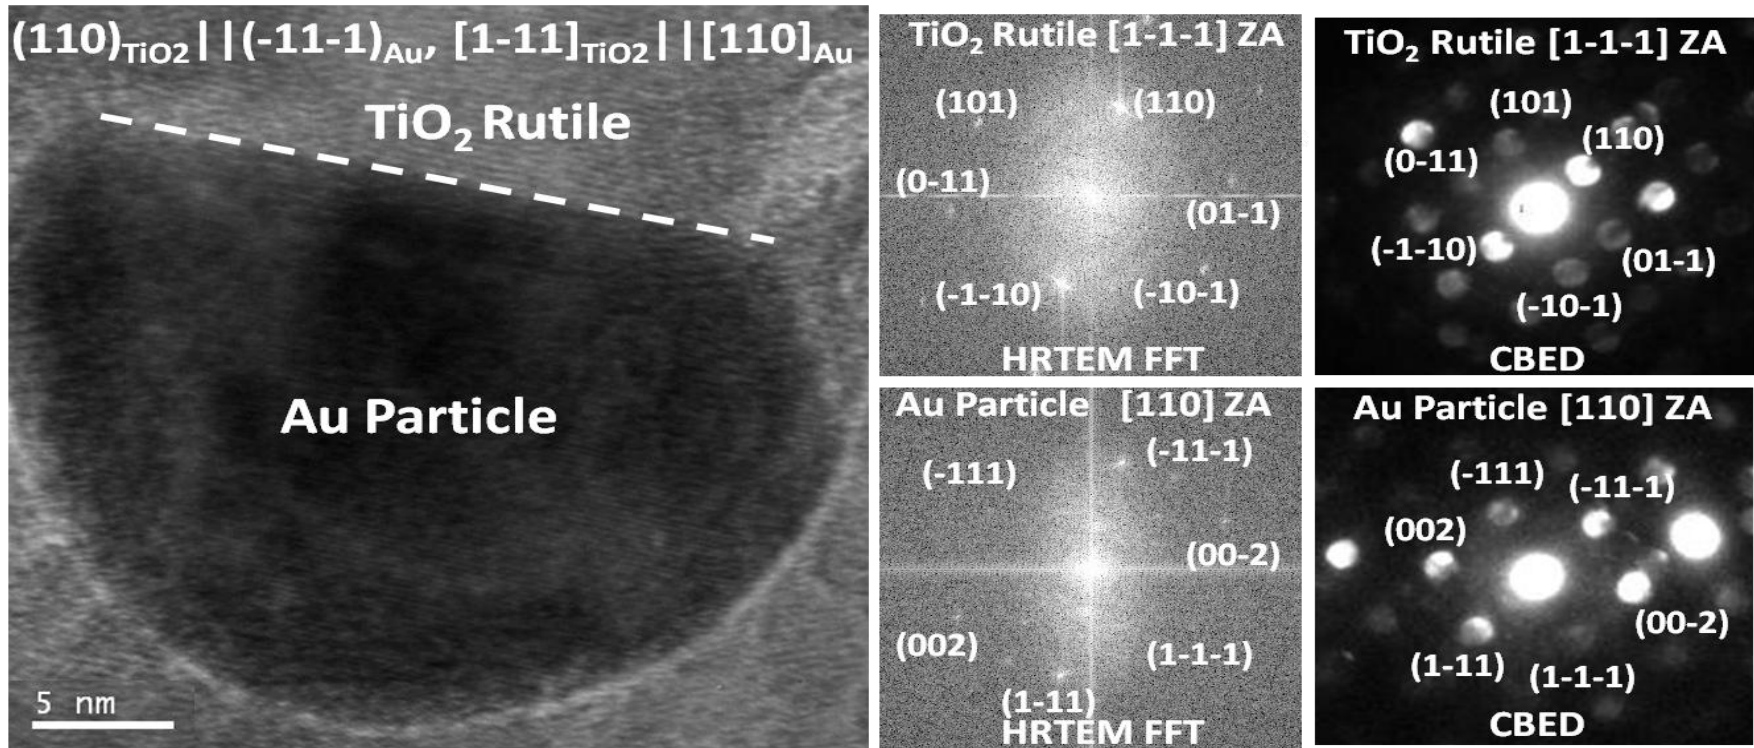 (110)TiO2||(-11-1)Au, [1-11]TiO2||[110]Au
TiO2 Rutile
Au Particle
5 nm
TiO2 Rutile [1-1-1] ZA
(101)
(110)
(0-11)
(01-1)
(-1-10)
(-10-1)
HRTEM FFT
TiO2 Rutile [1-1-1] ZA
(101)
(110)
(0-11)
(-1-10)
(01-1)
(-10-1)
CBED
Au Particle [110] ZA
(-11-1)
(-111)
(00-2)
(002)
(1-1-1)
(1-11)
HRTEM FFT
Au Particle [110] ZA
(-111)
(-11-1)
(002)
(00-2)
(1-11)
(1-1-1)
CBED